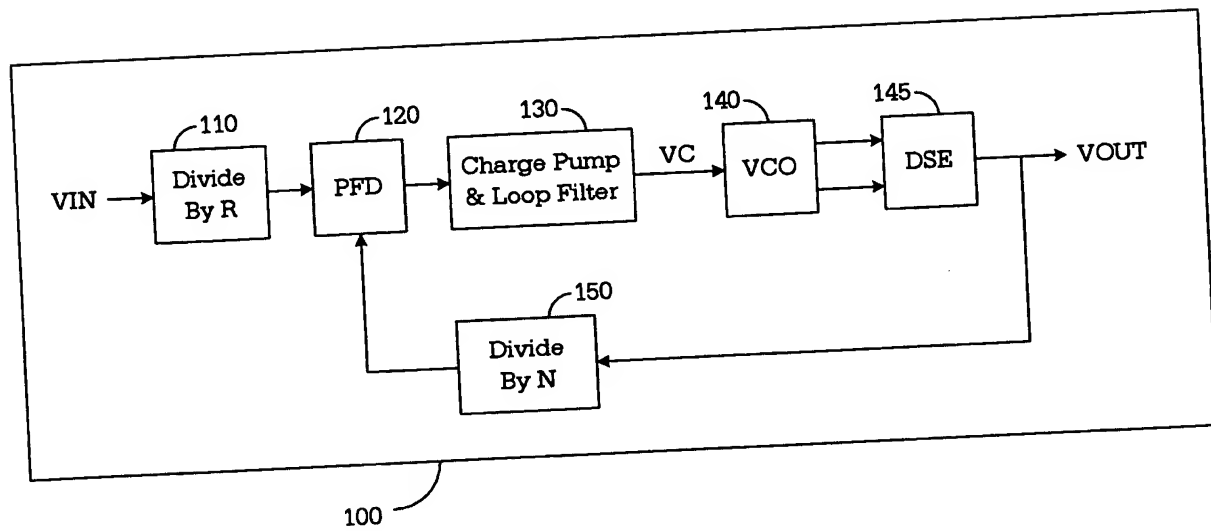 110
120
130
140
145
VIN
Divide
By R
PFD
Charge Pump
& Loop Filter
VC
VCO
DSE
VOUT
150
Divide
By N
100